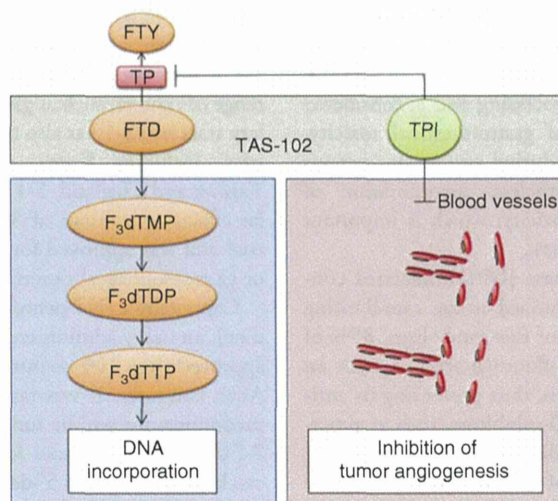 FTY
TP
FTD
TPI
TAS-102
Blood vessels
F₃dTMP
F₃dTDP
F₃dTTP
DNA
incorporation
Inhibition of
tumor angiogenesis